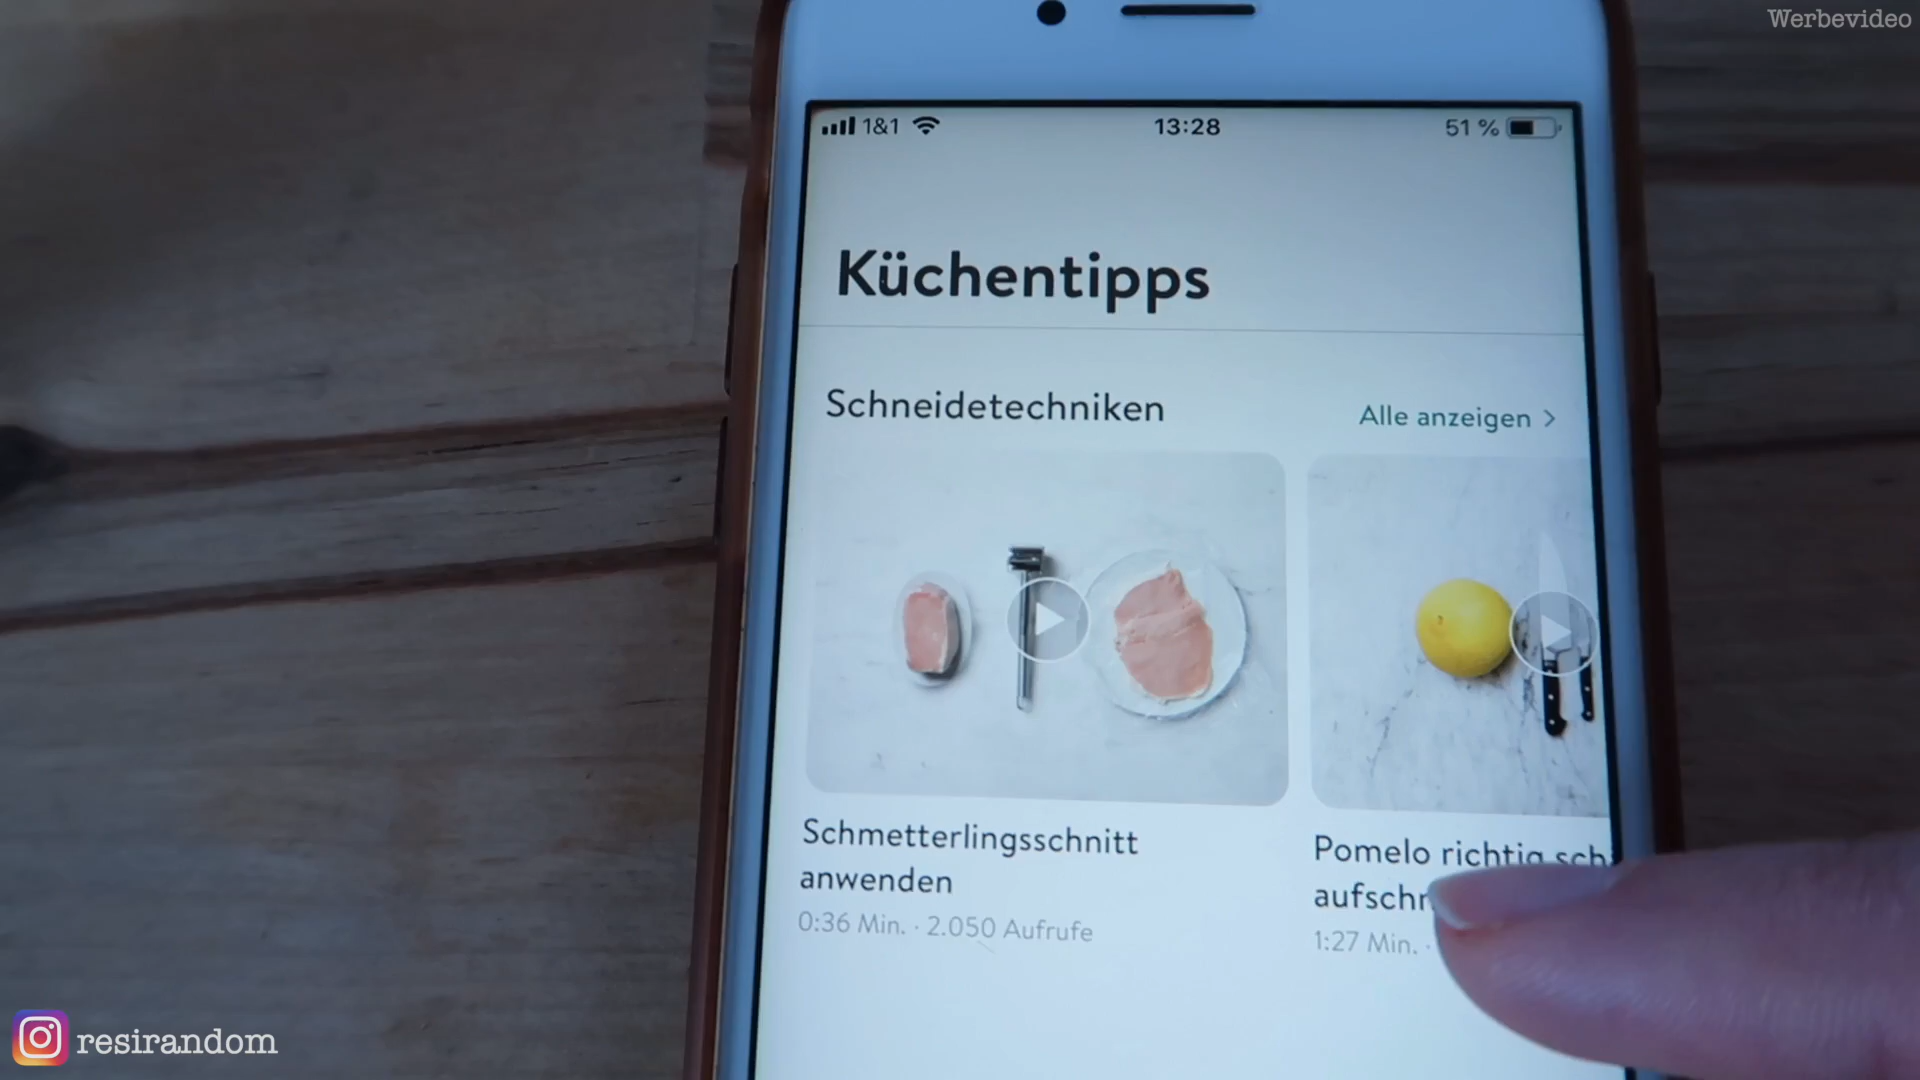 Werbevideo
1&1
13:28
51 %
Küchentipps
Schneidetechniken
Alle anzeigen >
Schmetterlingsschnitt
anwenden
0:36 Min. · 2.050 Aufrufe
Pomelo richtig
1:27 Min. ·
resirandom